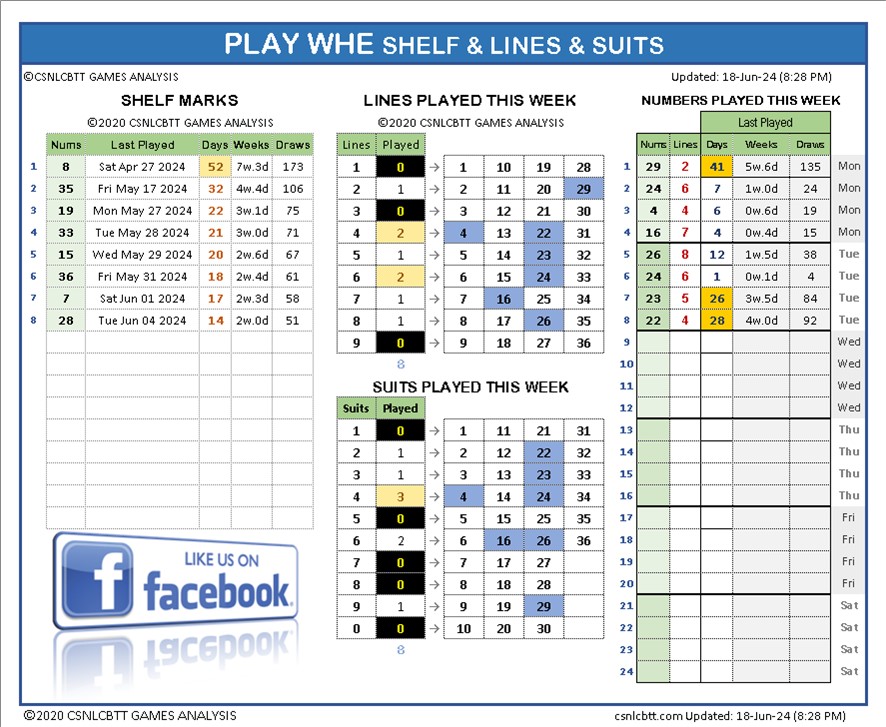 PLAY WHE SHELF & LINES & SUITS
©CSNLCBTT GAMES ANALYSIS
Updated: 18-Jun-24 (8:28 PM)
SHELF MARKS
©2020 CSNLCBTT GAMES ANALYSIS
Nums Last Played Days Weeks Draws
1 8 Sat Apr 27 2024 52 7w.3d 173
2 35 Fri May 17 2024 32 4w.4d 106
3 19 Mon May 27 2024 22 3w.1d 75
4 33 Tue May 28 2024 21 3w.0d 71
5 15 Wed May 29 2024 20 2w.6d 67
6 36 Fri May 31 2024 18 2w.4d 61
7 7 Sat Jun 01 2024 17 2w.3d 58
8 28 Tue Jun 04 2024 14 2w.0d 51
LIKE US ON
f facebook.
LINES PLAYED THIS WEEK
©2020 CSNLCBTT GAMES ANALYSIS
Lines Played
1 0 → 1 10 19 28
2 1 → 2 11 20 29
3 0 → 3 12 21 30
4 2 → 4 13 22 31
5 1 → 5 14 23 32
6 2 → 6 15 24 33
7 1 → 7 16 25 34
8 1 → 8 17 26 35
9 0 → 9 18 27 36
8
SUITS PLAYED THIS WEEK
Suits Played
1 0 → 1 11 21 31
2 1 → 2 12 22 32
3 1 → 3 13 23 33
4 3 → 4 14 24 34
5 0 → 5 15 25 35
6 2 → 6 16 26 36
7 0 → 7 17 27
8 0 → 8 18 28
9 1 → 9 19 29
0 0 → 10 20 30
8
NUMBERS PLAYED THIS WEEK
Last Played
Nums Lines Days Weeks Draws
1 29 2 41 5w.6d 135 Mon
2 24 6 7 1w.0d 24 Mon
3 4 4 6 0w.6d 19 Mon
4 16 7 4 0w.4d 15 Mon
5 26 8 12 1w.5d 38 Tue
6 24 6 1 0w.1d 4 Tue
7 23 5 26 3w.5d 84 Tue
8 22 4 28 4w.0d 92 Tue
9 Wed
10 Wed
11 Wed
12 Wed
13 Thu
14 Thu
15 Thu
16 Thu
17 Fri
18 Fri
19 Fri
20 Fri
21 Sat
22 Sat
23 Sat
24 Sat
©2020 CSNLCBTT GAMES ANALYSIS
csnlcbtt.com Updated: 18-Jun-24 (8:28 PM)